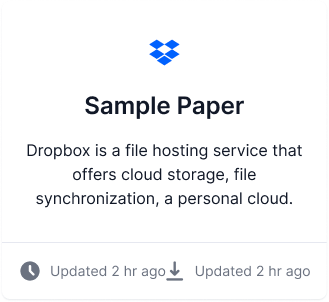 Sample Paper
Dropbox is a file hosting service that
offers cloud storage, file
synchronization, a personal cloud.
Updated 2 hr ago Updated 2 hr ago